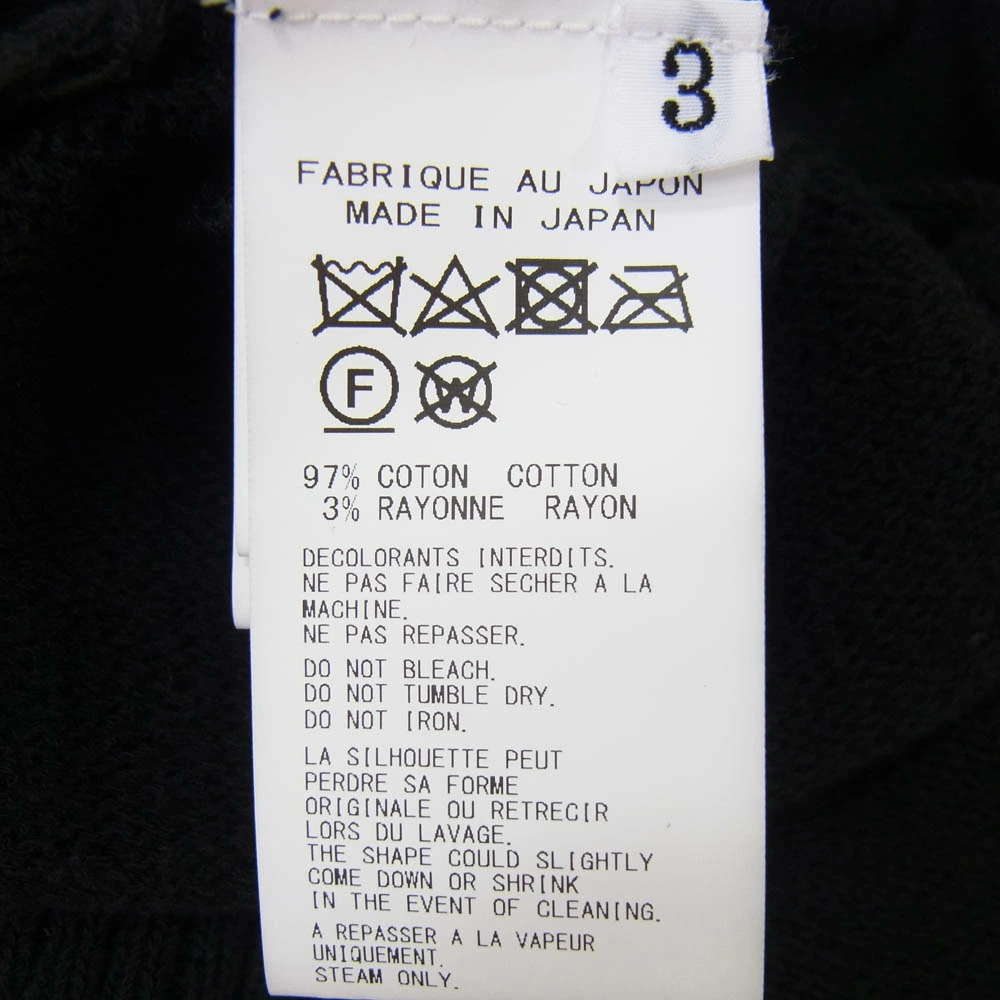 3
FABRIQUE AU JAPON
MADE IN JAPAN
F
W
97% COTON COTTON
3% RAYONNE RAYON
DECOLORANTS INTERDITS.
NE PAS FAIRE SECHER A LA
MACHINE.
NE PAS REPASSER.
DO NOT BLEACH.
DO NOT TUMBLE DRY.
DO NOT IRON.
LA SILHOUETTE PEUT
PERDRE SA FORME
ORIGINALE OU RETRECIR
LORS DU LAVAGE.
THE SHAPE COULD SLIGHTLY
COME DOWN OR SHRINK
IN THE EVENT OF CLEANING.
A REPASSER A LA VAPEUR
UNIQUEMENT.
STEAM ONLY.